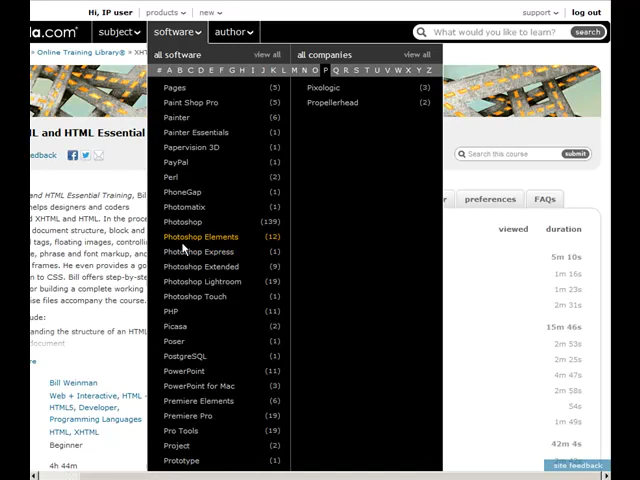 Hi, IP user products new support log out
da.com® subject software author What would you like to learn? search
Online Training Library® XHT
all software view all all companies view all
# A B C D E F G H I J K L M N O P Q R S T U V W X Y Z
Pages (5) Pixologic (3)
Paint Shop Pro (5) Propellerhead (2)
Painter (6)
ML and HTML Essential Painter Essentials (1)
Papervision 3D (1)
feedback Search this course submit
PayPal (1)
Perl (2)
and HTML Essential Training, Bill PhoneGap (1)
helps designers and coders preferences FAQs
XHTML and HTML. In the proce Photomatix (1)
document structure, block and Photoshop (139)
tags, floating images, controlli viewed duration
Photoshop Elements (12)
phrase and font markup, and
frames. He even provides a go Photoshop Express (1) 5m 10s
to CSS. Bill offers step-by-step Photoshop Extended (9)
for building a complete working 1m 16s
files accompany the course. Photoshop Lightroom (19) 1m 23s
Photoshop Touch (1) 2m 31s
include: PHP (11)
Picasa (2) 15m 46s
standing the structure of an HTML
document Poser (1) 2m 53s
PostgreSQL (1) 2m 25s
PowerPoint (11) 4m 47s
Bill Weinman PowerPoint for Mac (3) 2m 58s
Web + Interactive, HTML + Premiere Elements (6) 54s
HTML5, Developer,
Programming Languages Premiere Pro (19) 1m 49s
HTML, XHTML Pro Tools (19)
Beginner Project (2) 42m 4s
4h 44m Prototype (1) site feedback